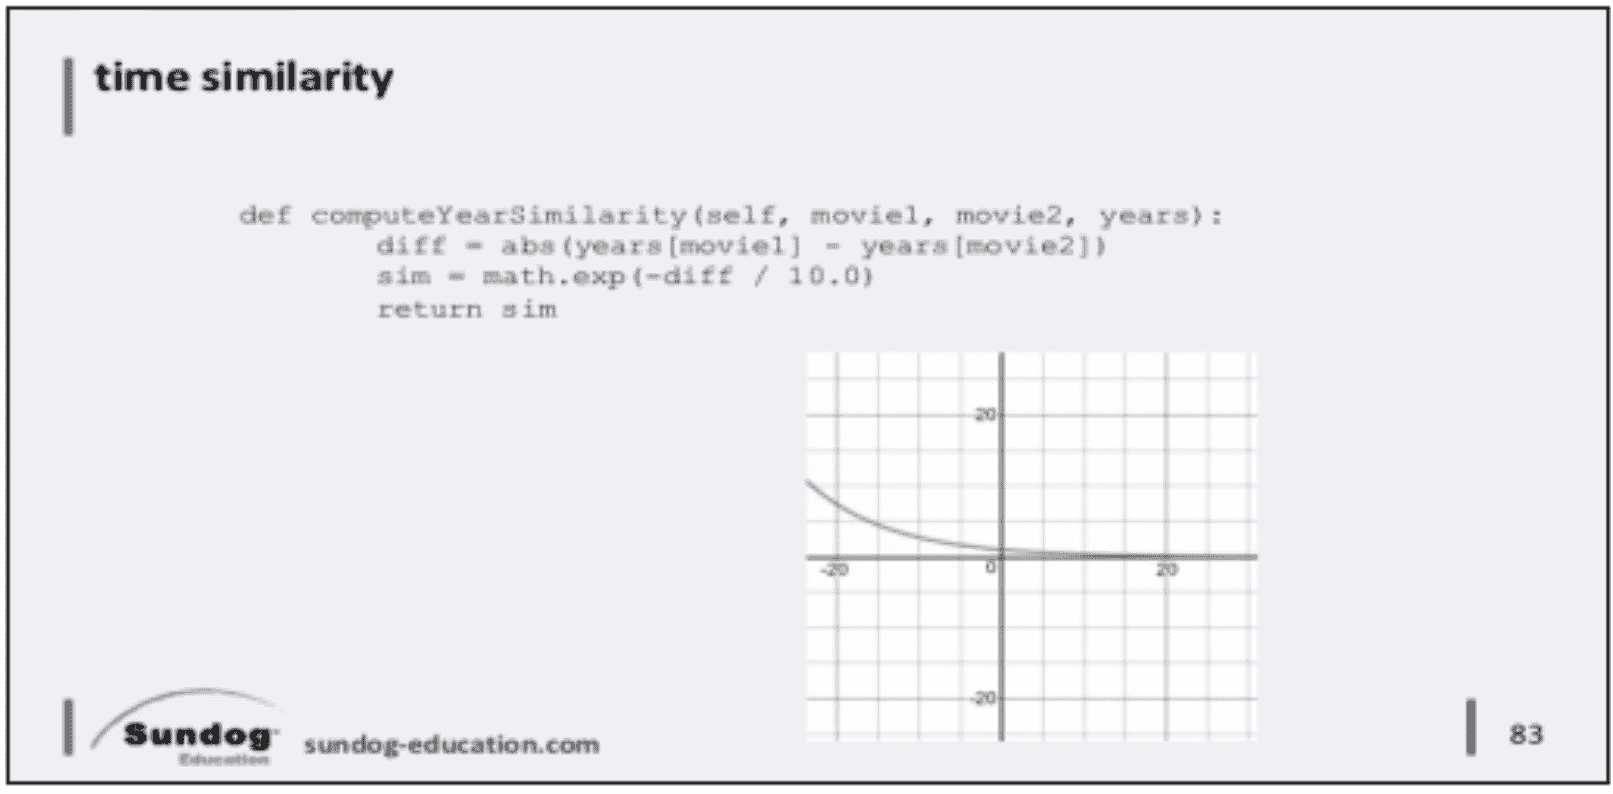 time similarity
def computeYearSimilarity(self, movie1, movie2, years):
diff = abs(years[movie1] - years[movie2])
sim = math.exp(-diff / 10.0)
return sim
20
-20
0
20
-20
Sundog
Education
sundog-education.com
83